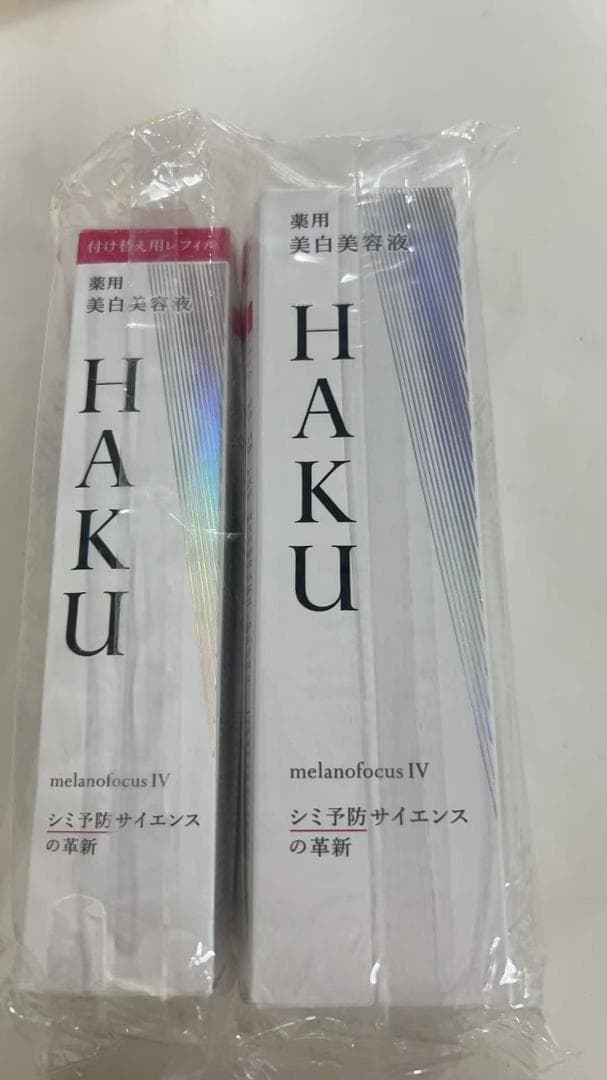 付け替え用レフィル
薬用
美白美容液
HAKU
melanofocus IV
シミ予防サイエンス
の革新
薬用
美白美容液
HAKU
melanofocus IV
シミ予防サイエンス
の革新